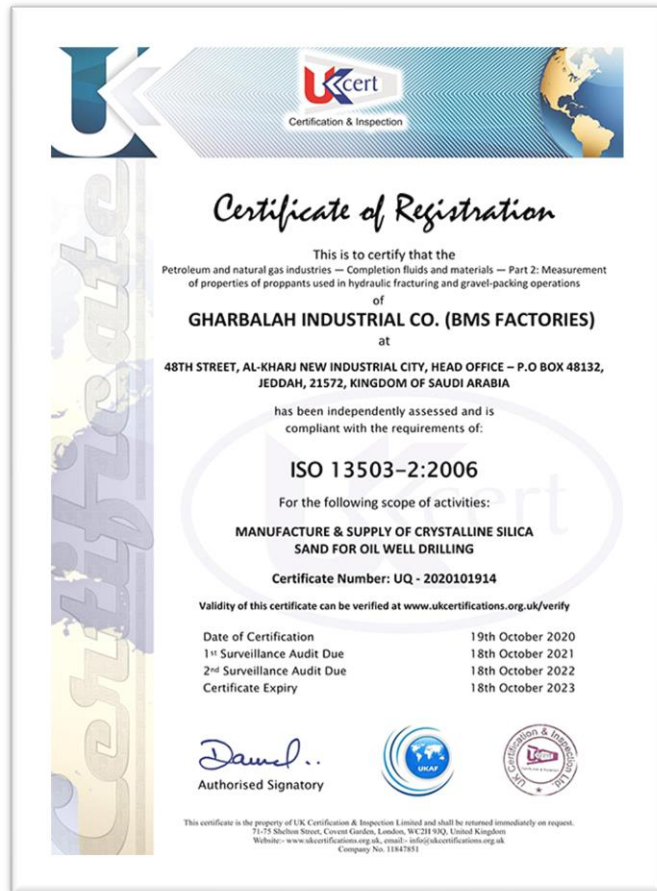 UKcert
Certification & Inspection
Certificate
Certificate of Registration
This is to certify that the
Petroleum and natural gas industries — Completion fluids and materials — Part 2: Measurement
of properties of proppants used in hydraulic fracturing and gravel-packing operations
of
GHARBALAH INDUSTRIAL CO. (BMS FACTORIES)
at
48TH STREET, AL-KHARJ NEW INDUSTRIAL CITY, HEAD OFFICE – P.O BOX 48132,
JEDDAH, 21572, KINGDOM OF SAUDI ARABIA
has been independently assessed and is
compliant with the requirements of:
ISO 13503-2:2006
For the following scope of activities:
MANUFACTURE & SUPPLY OF CRYSTALLINE SILICA
SAND FOR OIL WELL DRILLING
Certificate Number: UQ - 2020101914
Validity of this certificate can be verified at www.ukcertifications.org.uk/verify
Date of Certification 19th October 2020
1st Surveillance Audit Due 18th October 2021
2nd Surveillance Audit Due 18th October 2022
Certificate Expiry 18th October 2023
Authorised Signatory
UKAF
UK Certification & Inspection Ltd.
This certificate is the property of UK Certification & Inspection Limited and shall be returned immediately on request.
71-75 Shelton Street, Covent Garden, London, WC2H 9JQ, United Kingdom
Website:- www.ukcertifications.org.uk, email:- info@ukcertifications.org.uk
Company No. 11847851